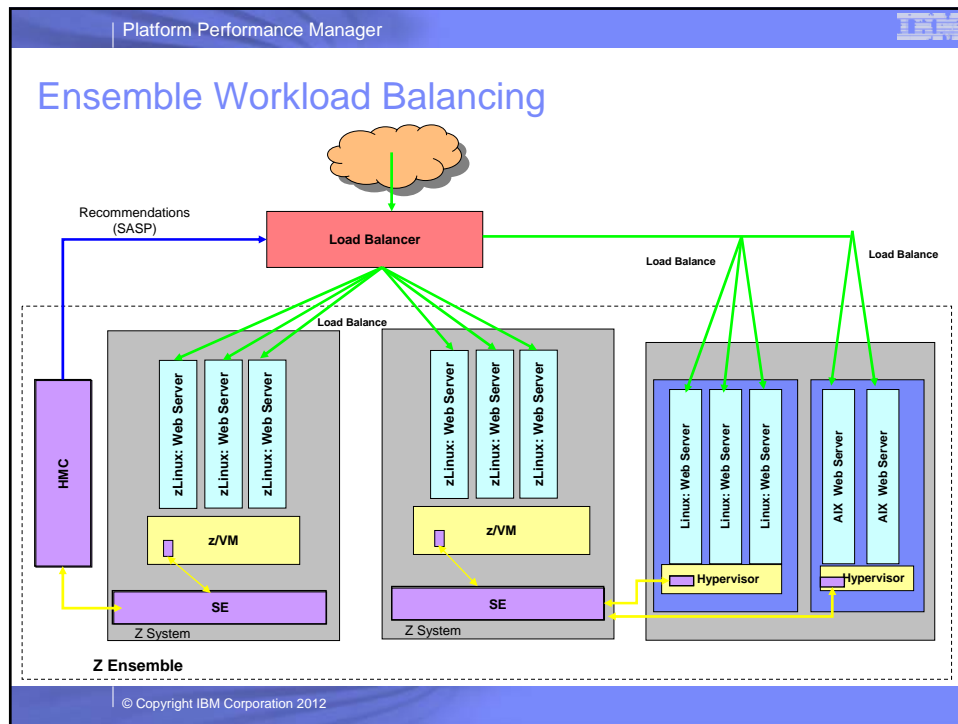 Platform Performance Manager
IBM
Ensemble Workload Balancing
Recommendations
(SASP)
Load Balancer
Load Balance
Load Balance
Load Balance
HMC
zLinux: Web Server
zLinux: Web Server
zLinux: Web Server
z/VM
SE
Z System
zLinux: Web Server
zLinux: Web Server
zLinux: Web Server
z/VM
SE
Z System
Linux: Web Server
Linux: Web Server
Linux: Web Server
Hypervisor
AIX Web Server
AIX Web Server
Hypervisor
Z Ensemble
© Copyright IBM Corporation 2012